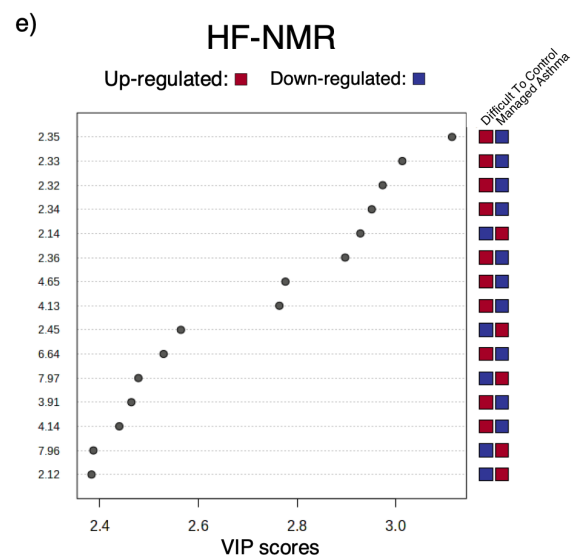 e)
HF-NMR
Up-regulated:
Down-regulated:
Difficult To Control
Managed Asthma
2.35
2.33
2.32
2.34
2.14
2.36
4.65
4.13
2.45
6.64
7.97
3.91
4.14
7.96
2.12
2.4 2.6 2.8 3.0
VIP scores